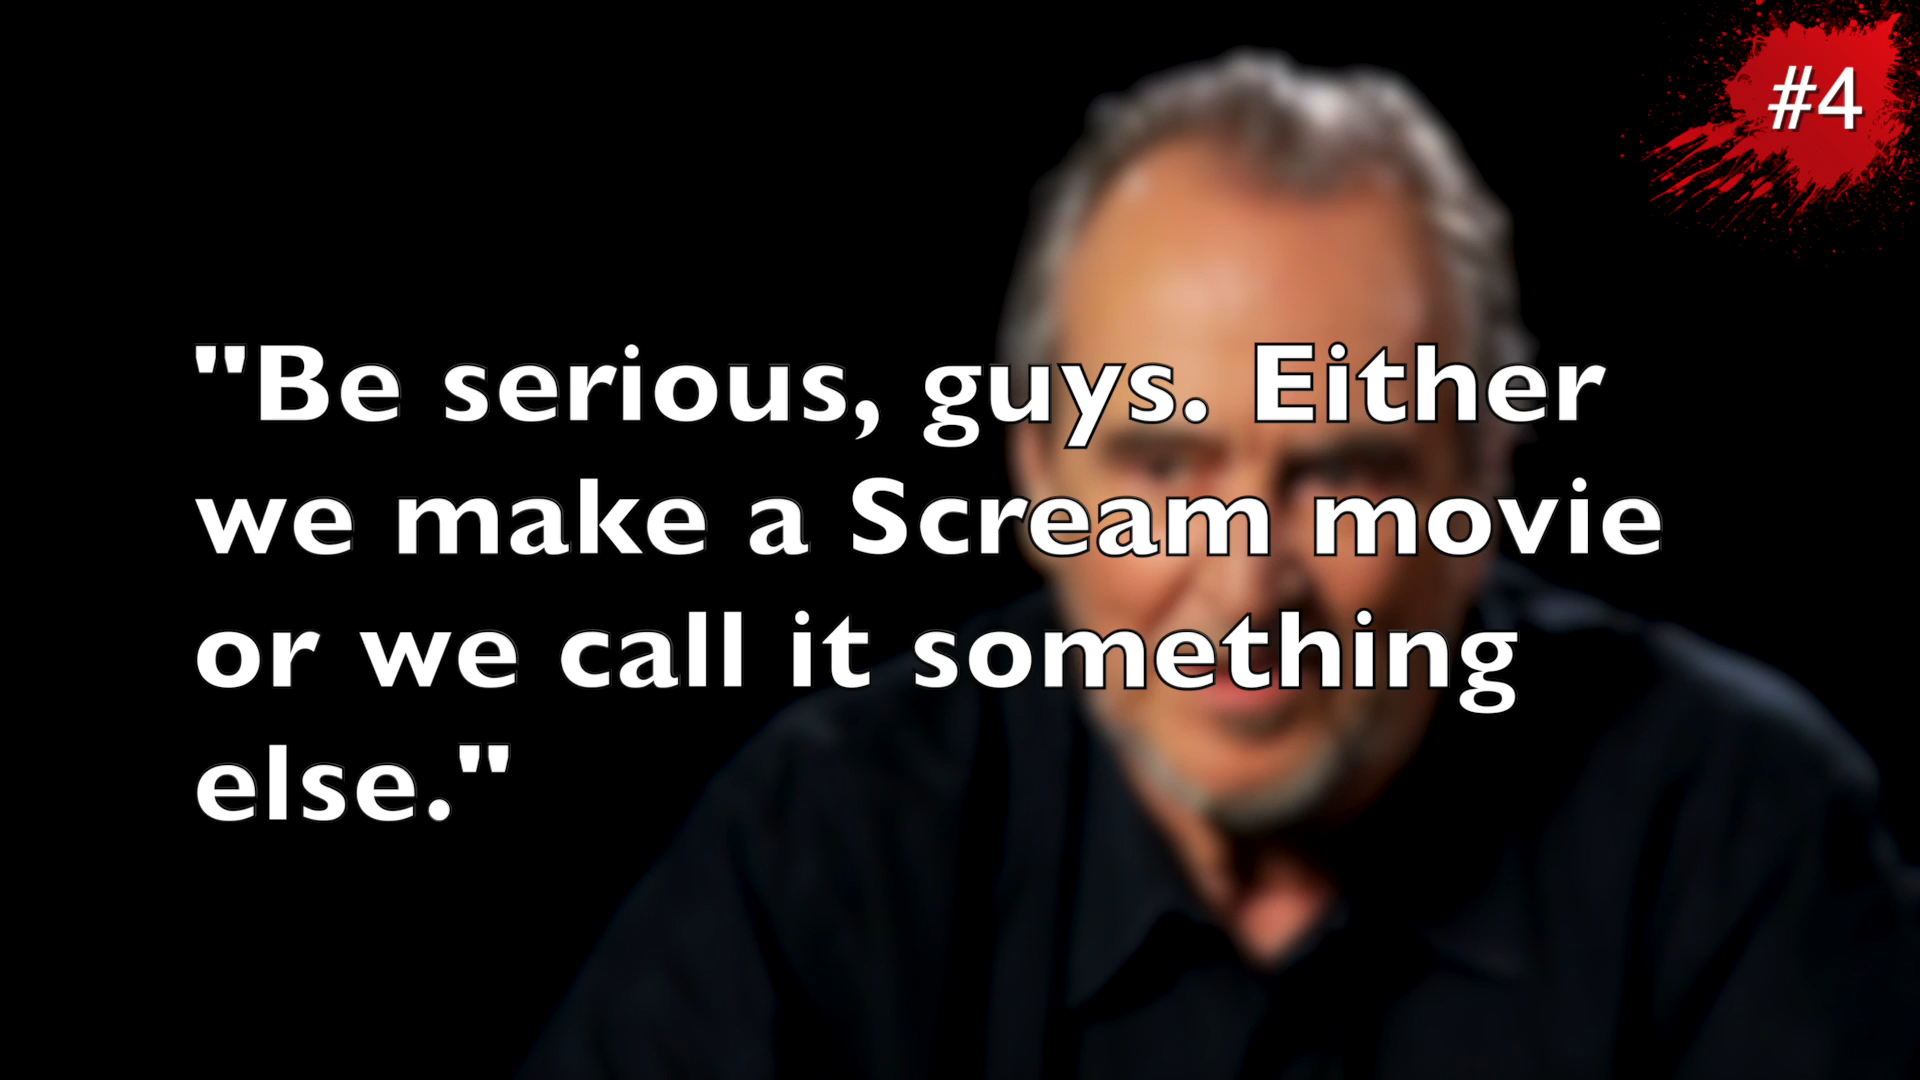 #4
"Be serious, guys. Either
we make a Scream movie
or we call it something
else."